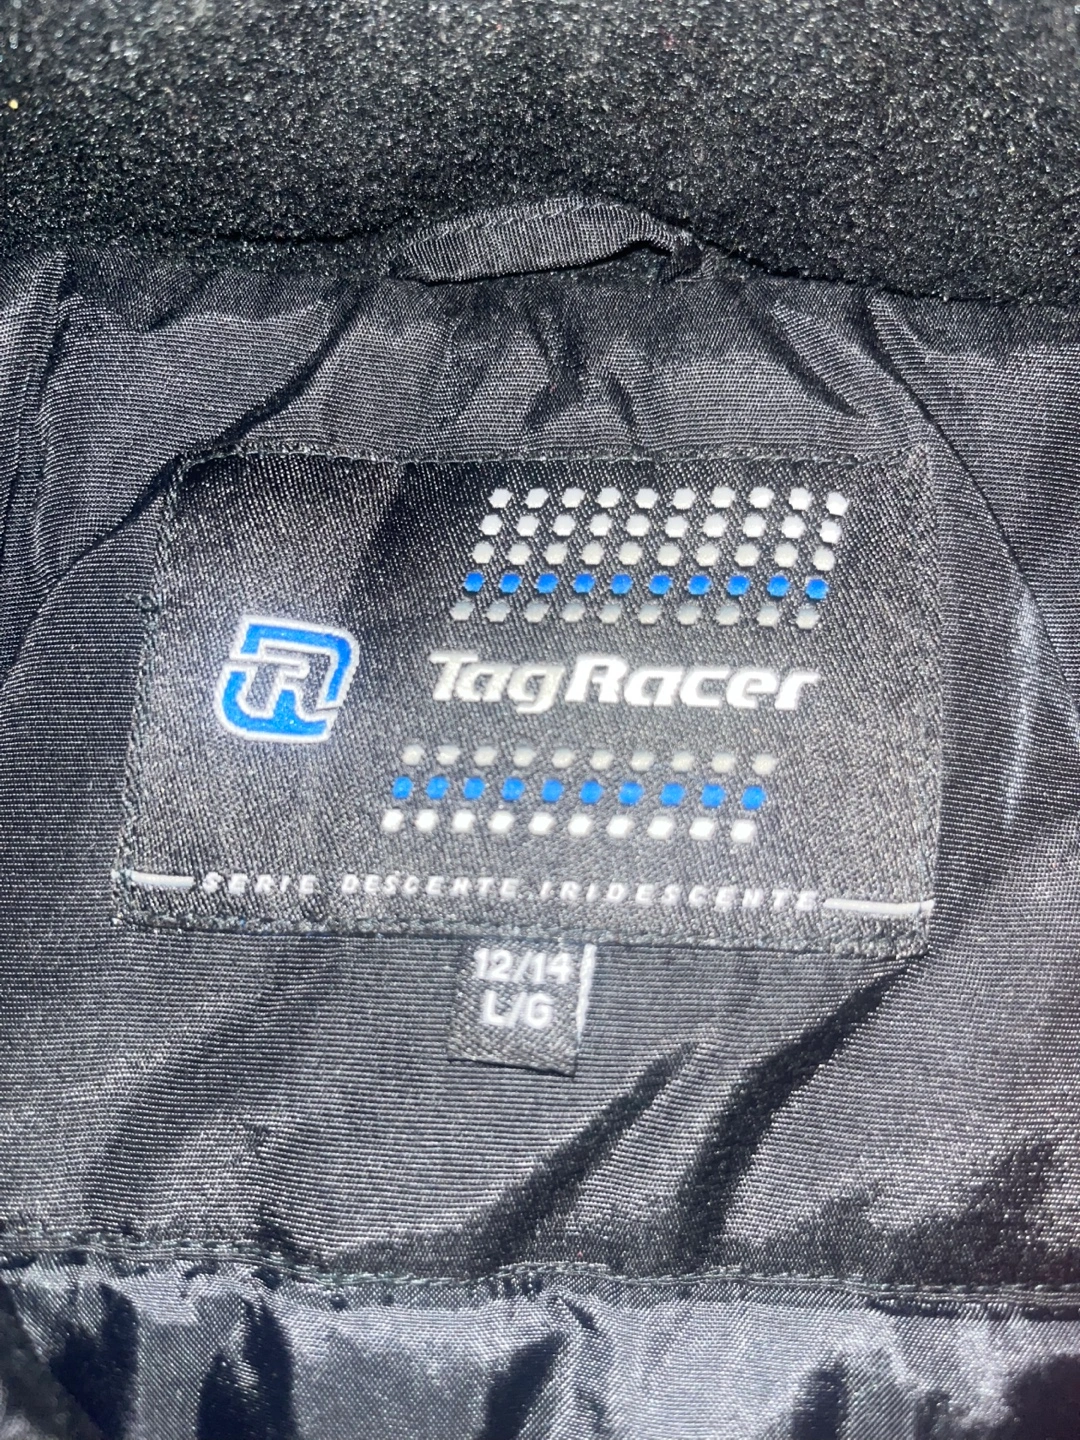 TagRacer
SERIE DESCENTE IRIDESCENTE
12/14
L/G